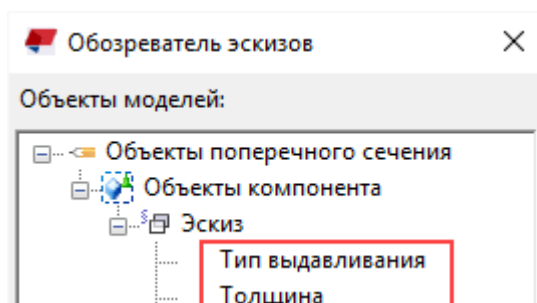 Обозреватель эскизов
Объекты моделей:
Объекты поперечного сечения
Объекты компонента
Эскиз
Тип выдавливания
Толщина